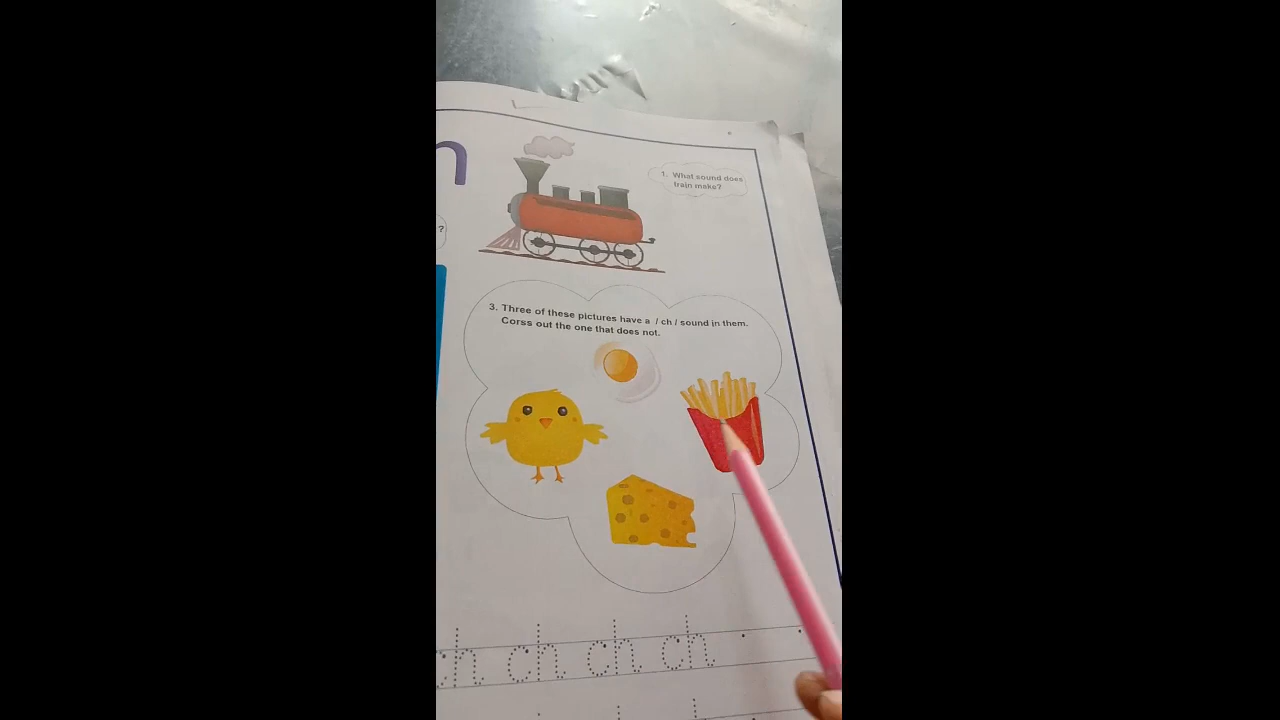 1. What sound does
train make?
?
3. Three of these pictures have a / ch / sound in them.
Corss out the one that does not.
ch ch ch ch